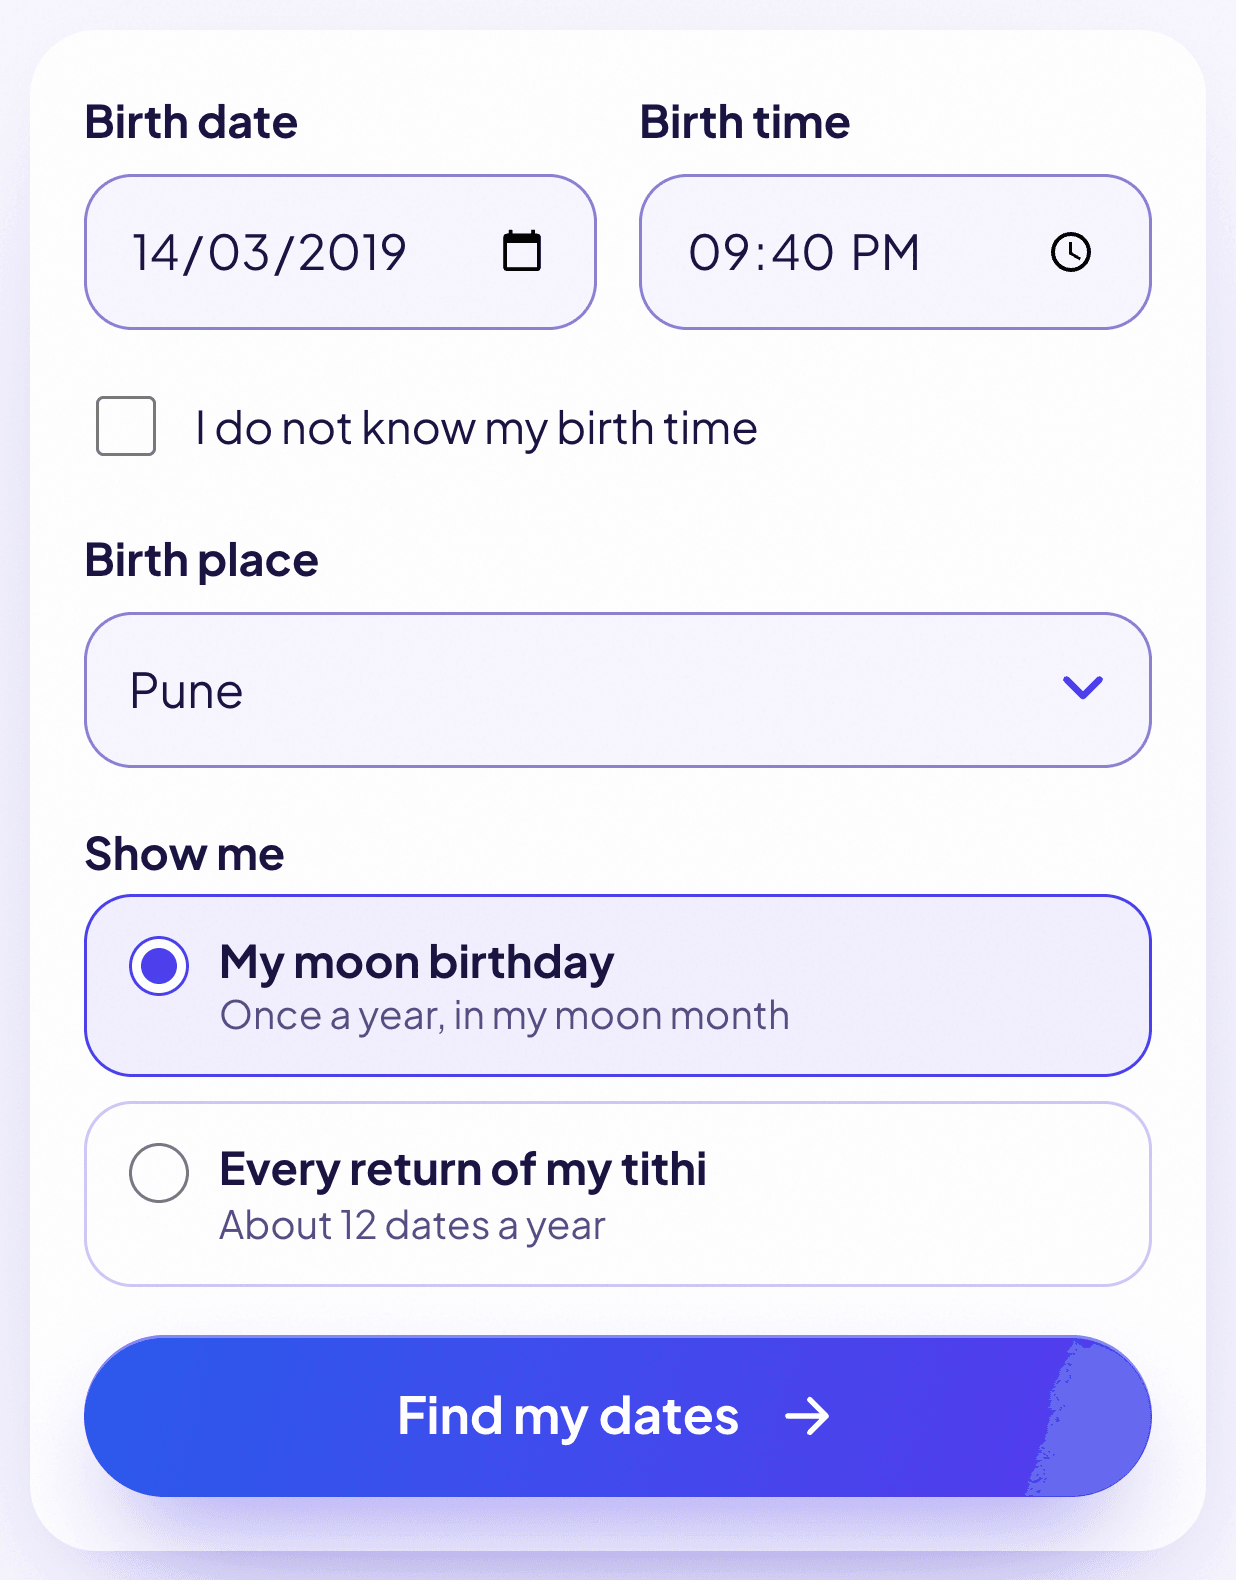 Birth date
Birth time
14/03/2019
09:40 PM
I do not know my birth time
Birth place
Pune
Show me
My moon birthday
Once a year, in my moon month
Every return of my tithi
About 12 dates a year
Find my dates →